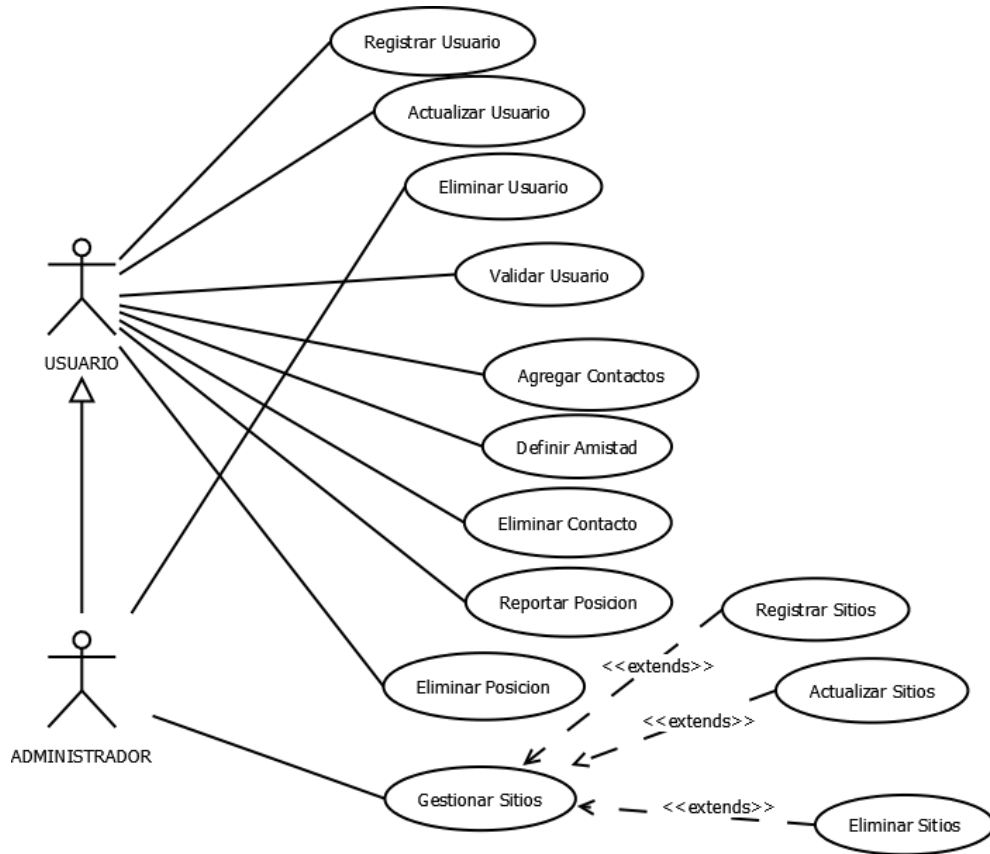 Registrar Usuario
Actualizar Usuario
Eliminar Usuario
Validar Usuario
USUARIO
Agregar Contactos
Definir Amistad
Eliminar Contacto
Reportar Posicion
Registrar Sitios
<<extends>>
Eliminar Posicion
Actualizar Sitios
<<extends>>
ADMINISTRADOR
Gestionar Sitios
<<extends>>
Eliminar Sitios